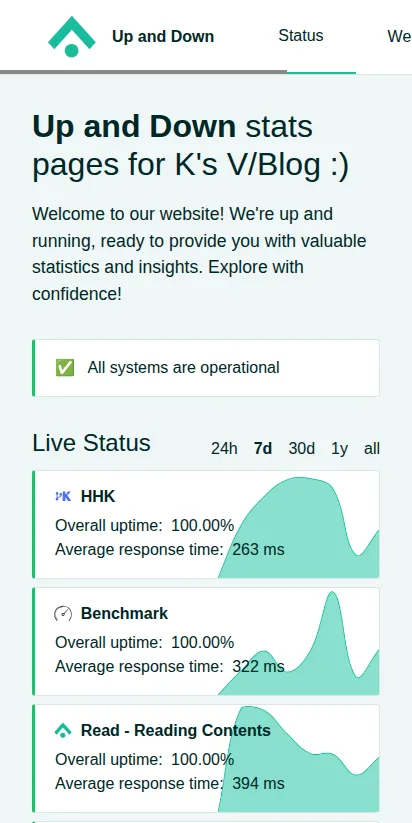 Up and Down Status We
Up and Down stats
pages for K's V/Blog :)
Welcome to our website! We're up and
running, ready to provide you with valuable
statistics and insights. Explore with
confidence!
All systems are operational
Live Status 24h 7d 30d 1y all
HHK
Overall uptime: 100.00%
Average response time: 263 ms
Benchmark
Overall uptime: 100.00%
Average response time: 322 ms
Read - Reading Contents
Overall uptime: 100.00%
Average response time: 394 ms